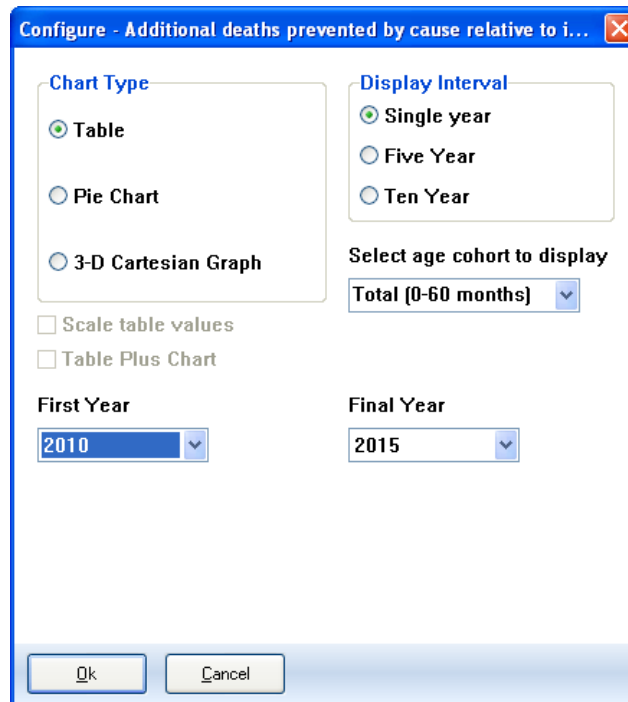 Configure - Additional deaths prevented by cause relative to i...
Chart Type
Table
Pie Chart
3-D Cartesian Graph
Display Interval
Single year
Five Year
Ten Year
Select age cohort to display
Total (0-60 months)
Scale table values
Table Plus Chart
First Year
2010
Final Year
2015
Ok
Cancel